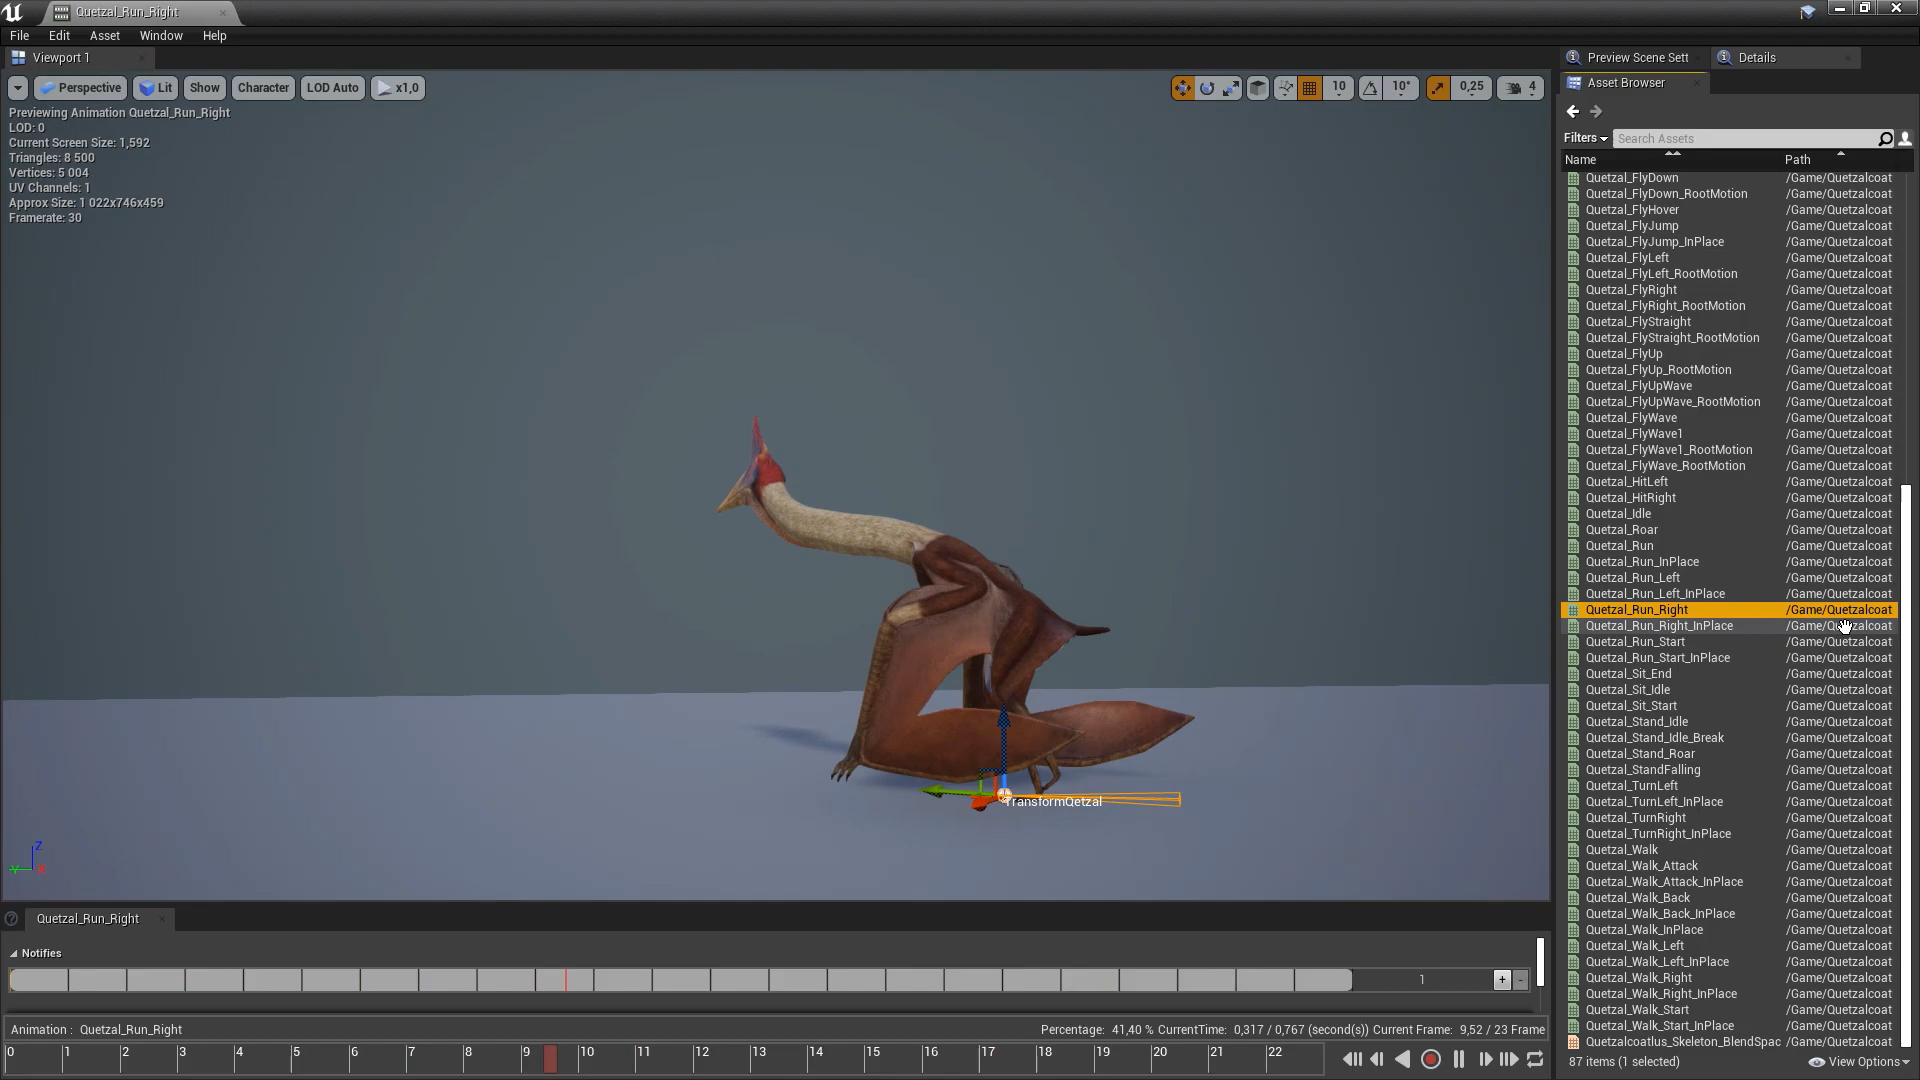 Quetzal_Run_Right
File Edit Asset Window Help
Viewport 1
Preview Scene Sett
Details
Asset Browser
Perspective Lit Show Character LOD Auto x1,0
10 10° 0,25 4
Previewing Animation Quetzal_Run_Right
LOD: 0
Current Screen Size: 1,592
Triangles: 8 500
Vertices: 5 004
UV Channels: 1
Approx Size: 1 022x746x459
Framerate: 30
Filters Search Assets
Name Path
Quetzal_FlyDown /Game/Quetzalcoat
Quetzal_FlyDown_RootMotion /Game/Quetzalcoat
Quetzal_FlyHover /Game/Quetzalcoat
Quetzal_FlyJump /Game/Quetzalcoat
Quetzal_FlyJump_InPlace /Game/Quetzalcoat
Quetzal_FlyLeft /Game/Quetzalcoat
Quetzal_FlyLeft_RootMotion /Game/Quetzalcoat
Quetzal_FlyRight /Game/Quetzalcoat
Quetzal_FlyRight_RootMotion /Game/Quetzalcoat
Quetzal_FlyStraight /Game/Quetzalcoat
Quetzal_FlyStraight_RootMotion /Game/Quetzalcoat
Quetzal_FlyUp /Game/Quetzalcoat
Quetzal_FlyUp_RootMotion /Game/Quetzalcoat
Quetzal_FlyUpWave /Game/Quetzalcoat
Quetzal_FlyUpWave_RootMotion /Game/Quetzalcoat
Quetzal_FlyWave /Game/Quetzalcoat
Quetzal_FlyWave1 /Game/Quetzalcoat
Quetzal_FlyWave1_RootMotion /Game/Quetzalcoat
Quetzal_FlyWave_RootMotion /Game/Quetzalcoat
Quetzal_HitLeft /Game/Quetzalcoat
Quetzal_HitRight /Game/Quetzalcoat
Quetzal_Idle /Game/Quetzalcoat
Quetzal_Roar /Game/Quetzalcoat
Quetzal_Run /Game/Quetzalcoat
Quetzal_Run_InPlace /Game/Quetzalcoat
Quetzal_Run_Left /Game/Quetzalcoat
Quetzal_Run_Left_InPlace /Game/Quetzalcoat
Quetzal_Run_Right /Game/Quetzalcoat
Quetzal_Run_Right_InPlace /Game/Quetzalcoat
Quetzal_Run_Start /Game/Quetzalcoat
Quetzal_Run_Start_InPlace /Game/Quetzalcoat
Quetzal_Sit_End /Game/Quetzalcoat
Quetzal_Sit_Idle /Game/Quetzalcoat
Quetzal_Sit_Start /Game/Quetzalcoat
Quetzal_Stand_Idle /Game/Quetzalcoat
Quetzal_Stand_Idle_Break /Game/Quetzalcoat
Quetzal_Stand_Roar /Game/Quetzalcoat
Quetzal_StandFalling /Game/Quetzalcoat
Quetzal_TurnLeft /Game/Quetzalcoat
Quetzal_TurnLeft_InPlace /Game/Quetzalcoat
Quetzal_TurnRight /Game/Quetzalcoat
Quetzal_TurnRight_InPlace /Game/Quetzalcoat
Quetzal_Walk /Game/Quetzalcoat
Quetzal_Walk_Attack /Game/Quetzalcoat
Quetzal_Walk_Attack_InPlace /Game/Quetzalcoat
Quetzal_Walk_Back /Game/Quetzalcoat
Quetzal_Walk_Back_InPlace /Game/Quetzalcoat
Quetzal_Walk_InPlace /Game/Quetzalcoat
Quetzal_Walk_Left /Game/Quetzalcoat
Quetzal_Walk_Left_InPlace /Game/Quetzalcoat
Quetzal_Walk_Right /Game/Quetzalcoat
Quetzal_Walk_Right_InPlace /Game/Quetzalcoat
Quetzal_Walk_Start /Game/Quetzalcoat
Quetzal_Walk_Start_InPlace /Game/Quetzalcoat
Quetzalcoatlus_Skeleton_BlendSpac /Game/Quetzalcoat
87 items (1 selected) View Options
TransformQetzal
Z
Y X
Quetzal_Run_Right
Notifies
1 + -
Animation : Quetzal_Run_Right Percentage: 41,40 % CurrentTime: 0,317 / 0,767 (second(s)) Current Frame: 9,52 / 23 Frame
0 1 2 3 4 5 6 7 8 9 10 11 12 13 14 15 16 17 18 19 20 21 22